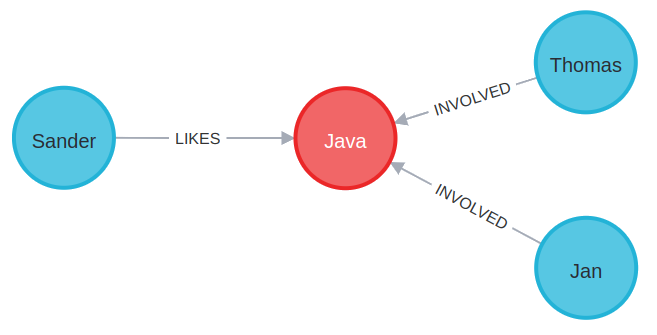 Sander
LIKES
Java
INVOLVED
Thomas
INVOLVED
Jan